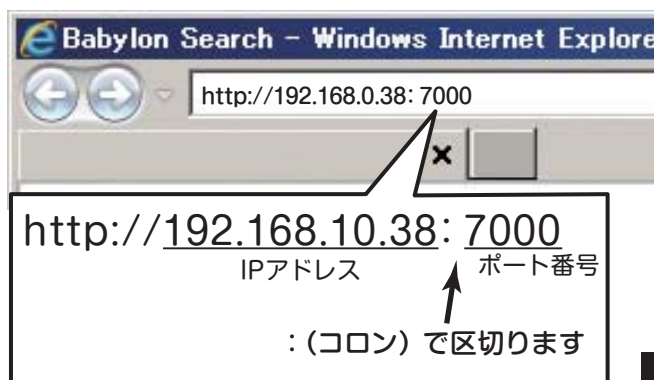 Babylon Search - Windows Internet Explore
http://192.168.0.38: 7000
http://192.168.10.38: 7000
IPアドレス ポート番号
：(コロン) で区切ります